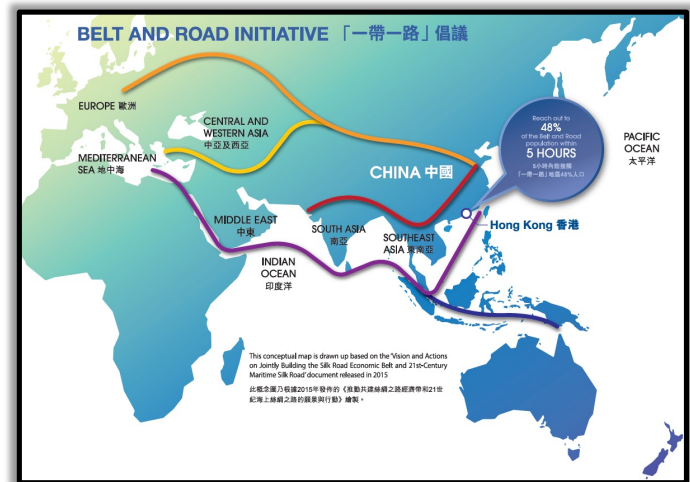 BELT AND ROAD INITIATIVE 「一帶一路」倡議
EUROPE 歐洲
CENTRAL AND
WESTERN ASIA
中亞及西亞
MEDITERRANEAN
SEA 地中海
Reach out to
48%
of the Belt and Road
population within
5 HOURS
5小時內能接觸
「一帶一路」地區48%人口
PACIFIC
OCEAN
太平洋
CHINA 中國
MIDDLE EAST
中東
SOUTH ASIA
南亞
SOUTHEAST
ASIA 東南亞
Hong Kong 香港
INDIAN
OCEAN
印度洋
This conceptual map is drawn up based on the 'Vision and Actions
on Jointly Building the Silk Road Economic Belt and 21st-Century
Maritime Silk Road' document released in 2015
此概念圖乃根據2015年發佈的《推動共建絲綢之路經濟帶和21世
紀海上絲綢之路的願景與行動》繪製。